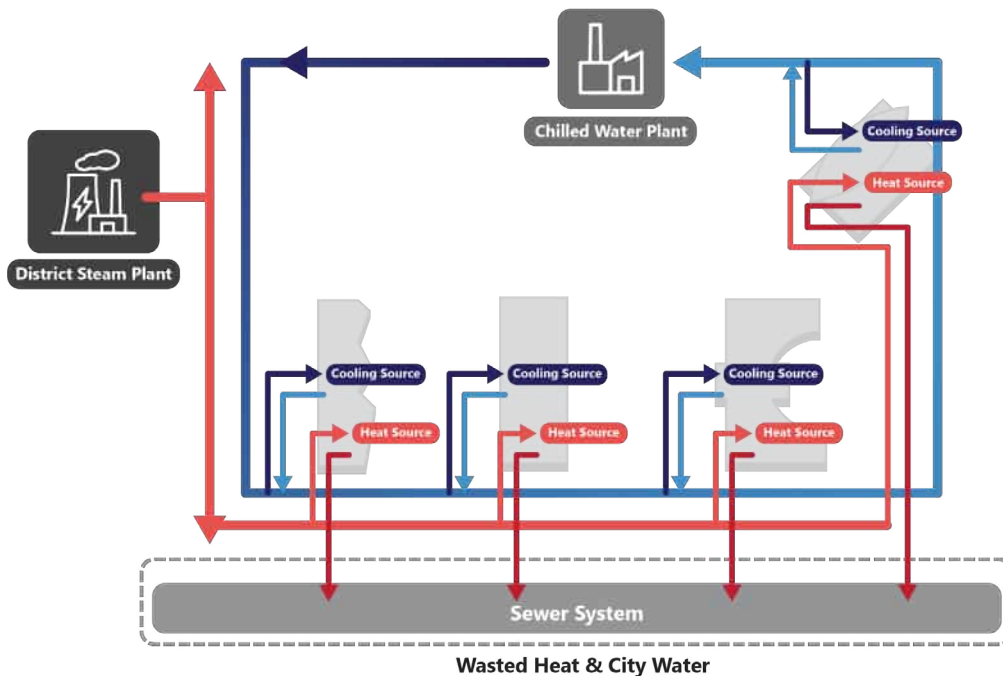 Chilled Water Plant
Cooling Source
Heat Source
District Steam Plant
Cooling Source
Cooling Source
Cooling Source
Heat Source
Heat Source
Heat Source
Sewer System
Wasted Heat & City Water